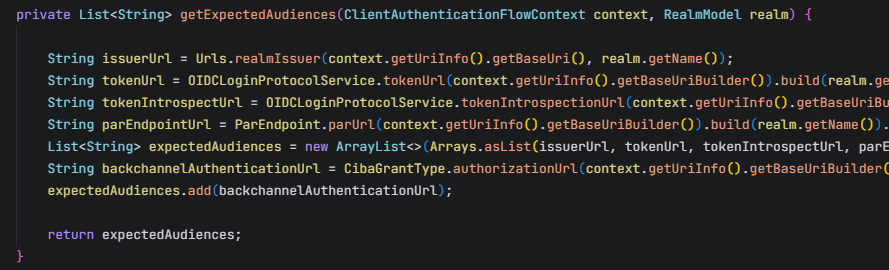 private List<String> getExpectedAudiences(ClientAuthenticationFlowContext context, RealmModel realm) {
String issuerUrl = Urls.realmIssuer(context.getUriInfo().getBaseUri(), realm.getName());
String tokenUrl = OIDCLoginProtocolService.tokenUrl(context.getUriInfo().getBaseUriBuilder()).build(realm.ge
String tokenIntrospectUrl = OIDCLoginProtocolService.tokenIntrospectionUrl(context.getUriInfo().getBaseUriBu
String parEndpointUrl = ParEndpoint.parUrl(context.getUriInfo().getBaseUriBuilder()).build(realm.getName()).
List<String> expectedAudiences = new ArrayList<>(Arrays.asList(issuerUrl, tokenUrl, tokenIntrospectUrl, parE
String backchannelAuthenticationUrl = CibaGrantType.authorizationUrl(context.getUriInfo().getBaseUriBuilder(
expectedAudiences.add(backchannelAuthenticationUrl);
return expectedAudiences;
}